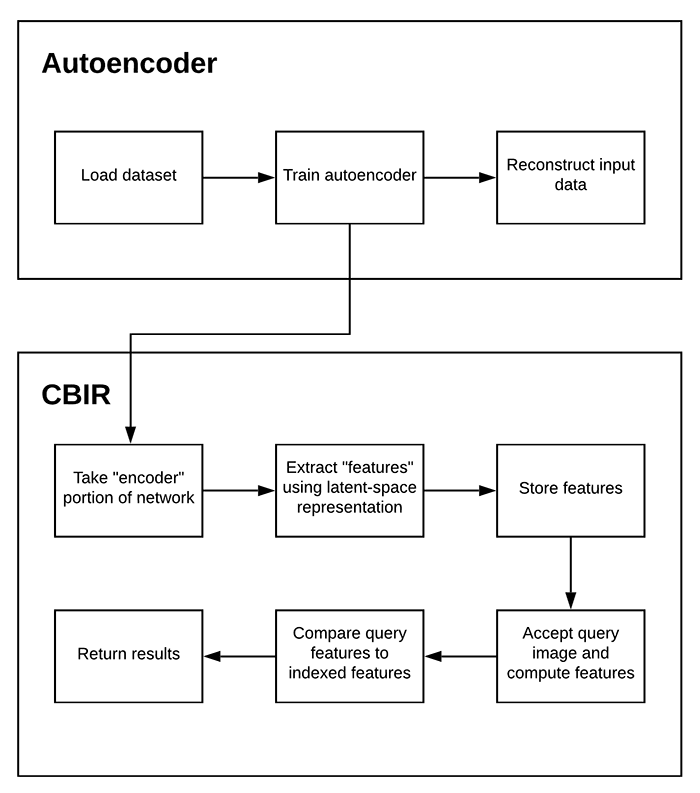 Autoencoder
Load dataset
Train autoencoder
Reconstruct input
data
CBIR
Take "encoder"
portion of network
Extract "features"
using latent-space
representation
Store features
Return results
Compare query
features to
indexed features
Accept query
image and
compute features